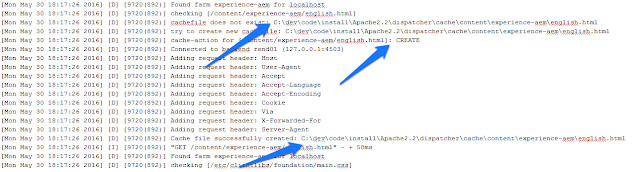 [Mon May 30 18:17:26 2016] [D] [9720(892)] Found farm experience-aem for localhost
[Mon May 30 18:17:26 2016] [D] [9720(892)] checking [/content/experience-aem/english.html]
[Mon May 30 18:17:26 2016] [D] [9720(892)] cachefile does not exist: C:\dev\code\install\Apache2.2\dispatcher\cache\content\experience-aem\english.html
[Mon May 30 18:17:26 2016] [D] [9720(892)] try to create new cachefile: C:\dev\code\install\Apache2.2\dispatcher\cache\content\experience-aem\english.html
[Mon May 30 18:17:26 2016] [D] [9720(892)] cache-action for [/content/experience-aem/english.html]: CREATE
[Mon May 30 18:17:26 2016] [D] [9720(892)] Connected to backend rend01 (127.0.0.1:4503)
[Mon May 30 18:17:26 2016] [D] [9720(892)] Adding request header: Host
[Mon May 30 18:17:26 2016] [D] [9720(892)] Adding request header: User-Agent
[Mon May 30 18:17:26 2016] [D] [9720(892)] Adding request header: Accept
[Mon May 30 18:17:26 2016] [D] [9720(892)] Adding request header: Accept-Language
[Mon May 30 18:17:26 2016] [D] [9720(892)] Adding request header: Accept-Encoding
[Mon May 30 18:17:26 2016] [D] [9720(892)] Adding request header: Cookie
[Mon May 30 18:17:26 2016] [D] [9720(892)] Adding request header: Via
[Mon May 30 18:17:26 2016] [D] [9720(892)] Adding request header: X-Forwarded-For
[Mon May 30 18:17:26 2016] [D] [9720(892)] Adding request header: Server-Agent
[Mon May 30 18:17:26 2016] [D] [9720(892)] Cache file successfully created: C:\dev\code\install\Apache2.2\dispatcher\cache\content\experience-aem\english.html
[Mon May 30 18:17:26 2016] [I] [9720(892)] "GET /content/experience-aem/english.html" - + 58ms
[Mon May 30 18:17:26 2016] [D] [9720(892)] Found farm experience-aem for localhost
[Mon May 30 18:17:26 2016] [D] [9720(892)] checking [/etc/clientlibs/foundation/main.css]